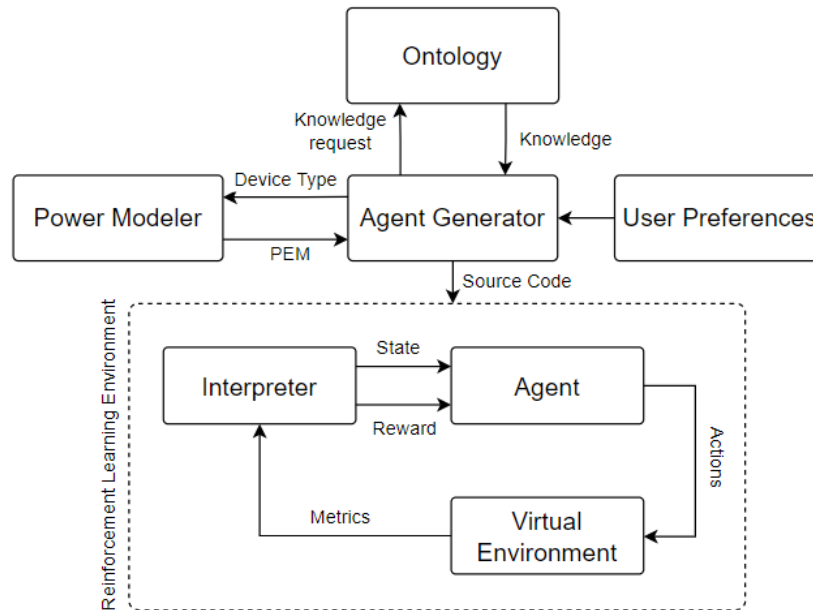 Ontology
Knowledge
request
Knowledge
Device Type
Power Modeler
Agent Generator
User Preferences
PEM
Source Code
Reinforcement Learning Environment
State
Interpreter
Agent
Reward
Actions
Metrics
Virtual
Environment